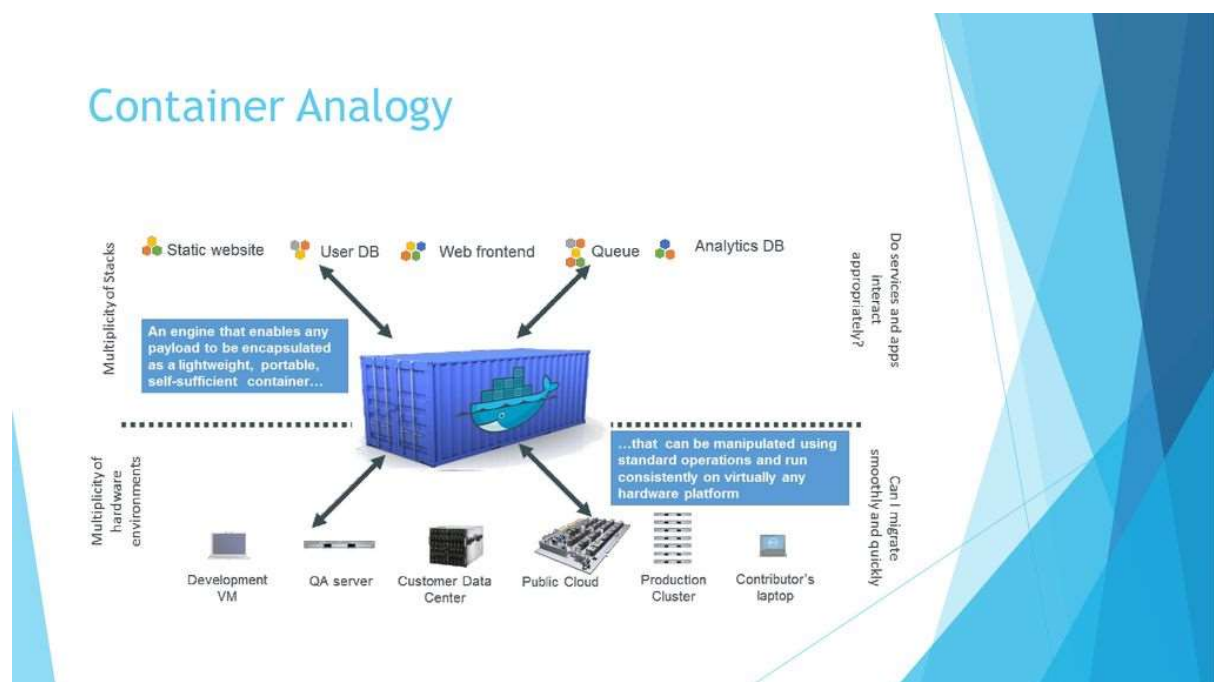 Container Analogy
Multiplicity of Stacks
Static website
User DB
Web frontend
Queue
Analytics DB
Do services and apps
interact
appropriately?
An engine that enables any
payload to be encapsulated
as a lightweight, portable,
self-sufficient container…
Multiplicity of
hardware
environments
…that can be manipulated using
standard operations and run
consistently on virtually any
hardware platform
Can I migrate
smoothly and quickly
Development
VM
QA server
Customer Data
Center
Public Cloud
Production
Cluster
Contributor's
laptop